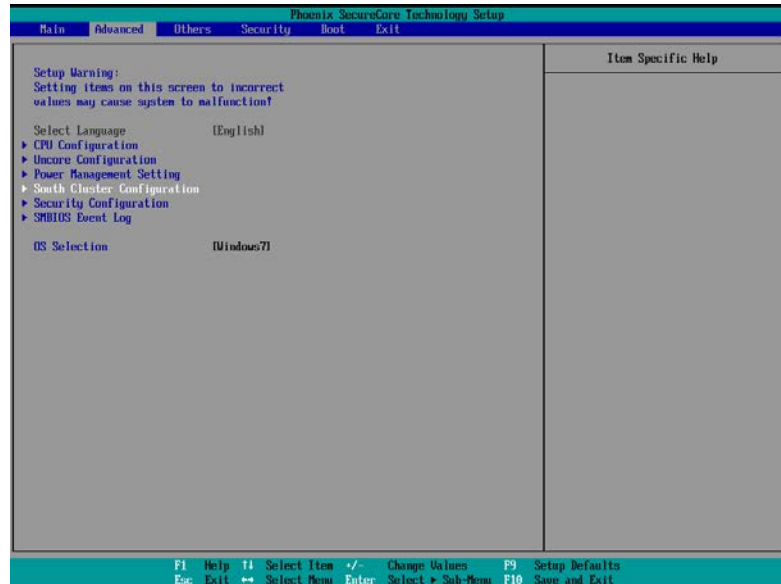 Phoenix SecureCore Technology Setup
Main Advanced Others Security Boot Exit
Item Specific Help
Setup Warning:
Setting items on this screen to incorrect
values may cause system to malfunction!
Select Language [English]
▶ CPU Configuration
▶ Uncore Configuration
▶ Power Management Setting
▶ South Cluster Configuration
▶ Security Configuration
▶ SMBIOS Event Log
OS Selection [Windows7]
F1 Help ↑↓ Select Item +/- Change Values F9 Setup Defaults
Esc Exit ↔ Select Menu Enter Select ▶ Sub-Menu F10 Save and Exit